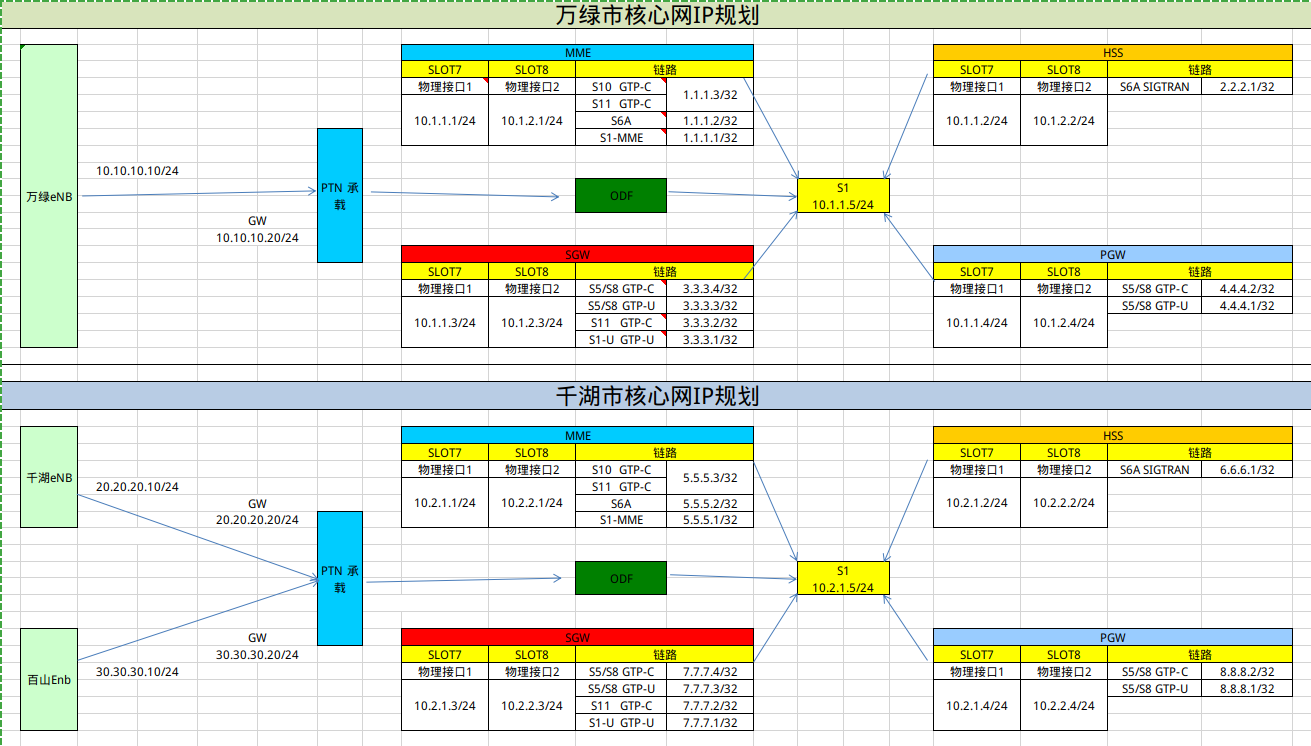 万绿市核心网IP规划
MME
SLOT7 SLOT8 链路
物理接口1 物理接口2 S10 GTP-C 1.1.1.3/32
S11 GTP-C
10.1.1.1/24 10.1.2.1/24 S6A 1.1.1.2/32
S1-MME 1.1.1.1/32
HSS
SLOT7 SLOT8 链路
物理接口1 物理接口2 S6A SIGTRAN 2.2.2.1/32
10.1.1.2/24 10.1.2.2/24
万绿eNB
10.10.10.10/24
GW
10.10.10.20/24
PTN 承
载
ODF
S1
10.1.1.5/24
SGW
SLOT7 SLOT8 链路
物理接口1 物理接口2 S5/S8 GTP-C 3.3.3.4/32
S5/S8 GTP-U 3.3.3.3/32
10.1.1.3/24 10.1.2.3/24 S11 GTP-C 3.3.3.2/32
S1-U GTP-U 3.3.3.1/32
PGW
SLOT7 SLOT8 链路
物理接口1 物理接口2 S5/S8 GTP-C 4.4.4.2/32
S5/S8 GTP-U 4.4.4.1/32
10.1.1.4/24 10.1.2.4/24
千湖市核心网IP规划
MME
SLOT7 SLOT8 链路
物理接口1 物理接口2 S10 GTP-C 5.5.5.3/32
S11 GTP-C
10.2.1.1/24 10.2.2.1/24 S6A 5.5.5.2/32
S1-MME 5.5.5.1/32
HSS
SLOT7 SLOT8 链路
物理接口1 物理接口2 S6A SIGTRAN 6.6.6.1/32
10.2.1.2/24 10.2.2.2/24
千湖eNB
20.20.20.10/24
GW
20.20.20.20/24
PTN 承
载
ODF
S1
10.2.1.5/24
GW
30.30.30.20/24
30.30.30.10/24
百山Enb
SGW
SLOT7 SLOT8 链路
物理接口1 物理接口2 S5/S8 GTP-C 7.7.7.4/32
S5/S8 GTP-U 7.7.7.3/32
10.2.1.3/24 10.2.2.3/24 S11 GTP-C 7.7.7.2/32
S1-U GTP-U 7.7.7.1/32
PGW
SLOT7 SLOT8 链路
物理接口1 物理接口2 S5/S8 GTP-C 8.8.8.2/32
S5/S8 GTP-U 8.8.8.1/32
10.2.1.4/24 10.2.2.4/24